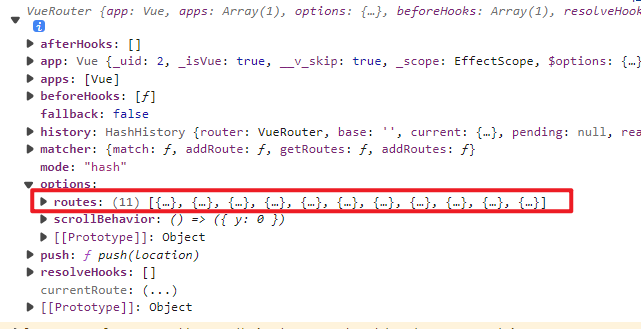 VueRouter {app: Vue, apps: Array(1), options: {…}, beforeHooks: Array(1), resolveHook
i
afterHooks: []
app: Vue {_uid: 2, _isVue: true, __v_skip: true, _scope: EffectScope, $options: {…}
apps: [Vue]
beforeHooks: [ƒ]
fallback: false
history: HashHistory {router: VueRouter, base: '', current: {…}, pending: null, rea
matcher: {match: ƒ, addRoute: ƒ, getRoutes: ƒ, addRoutes: ƒ}
mode: "hash"
options:
routes: (11) [{…}, {…}, {…}, {…}, {…}, {…}, {…}, {…}, {…}, {…}, {…}]
scrollBehavior: () => ({ y: 0 })
[[Prototype]]: Object
push: ƒ push(location)
resolveHooks: []
currentRoute: (...)
[[Prototype]]: Object